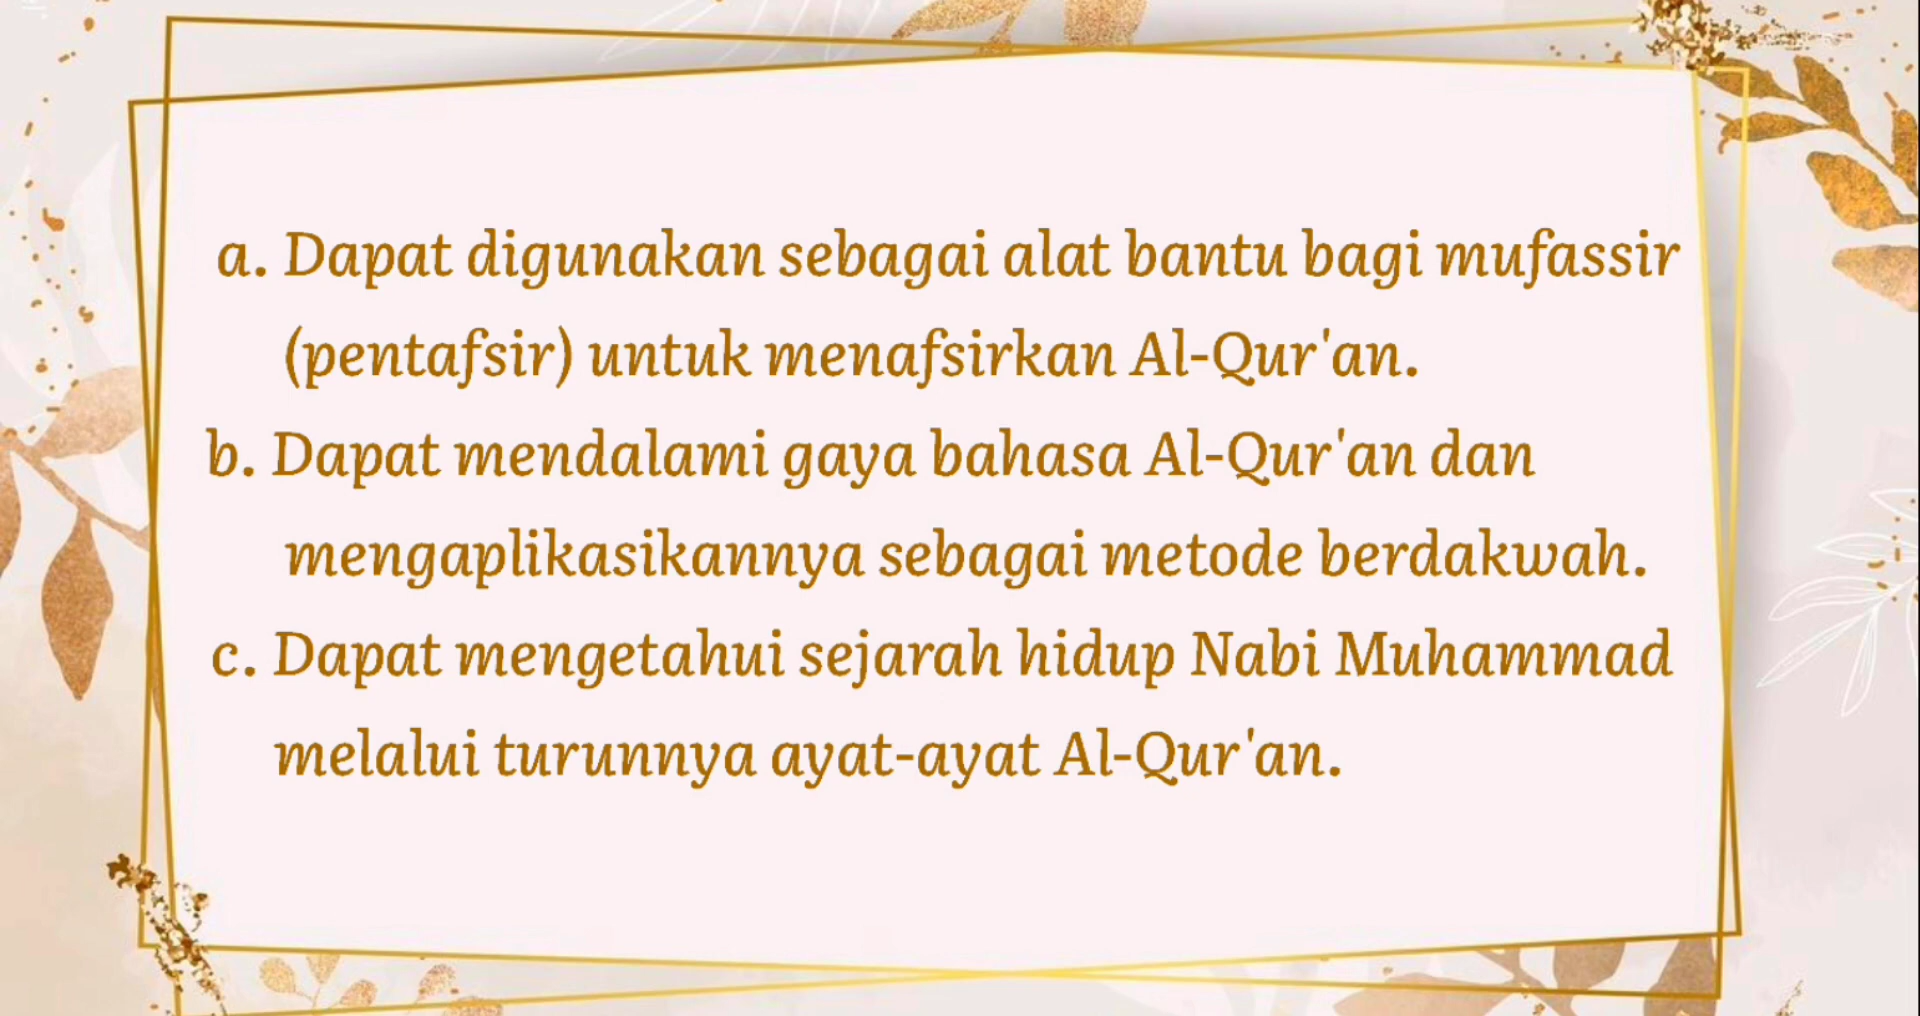 a. Dapat digunakan sebagai alat bantu bagi mufassir
(pentafsir) untuk menafsirkan Al-Qur'an.
b. Dapat mendalami gaya bahasa Al-Qur'an dan
mengaplikasikannya sebagai metode berdakwah.
c. Dapat mengetahui sejarah hidup Nabi Muhammad
melalui turunnya ayat-ayat Al-Qur'an.